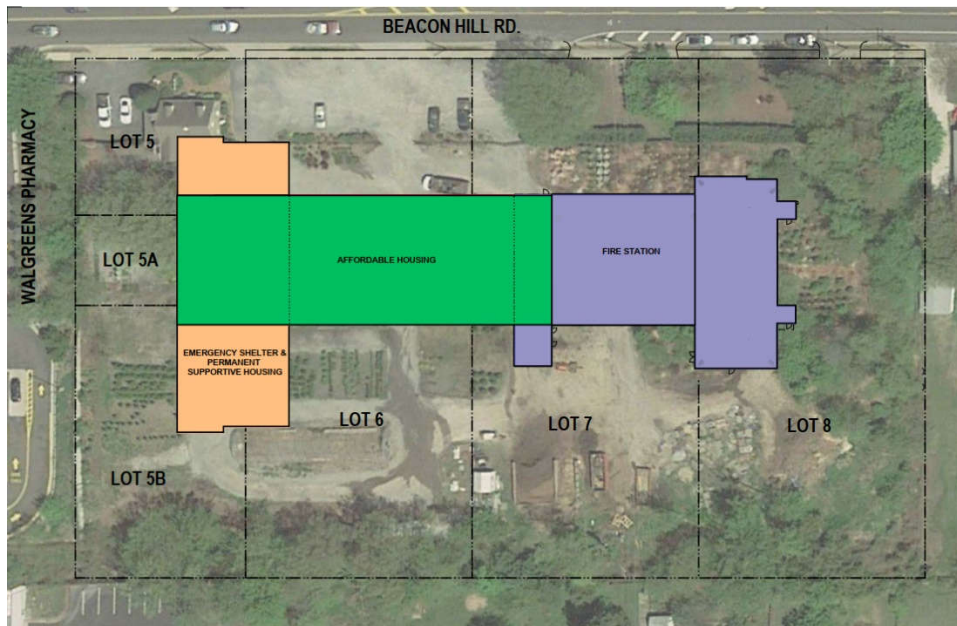 BEACON HILL RD.
WALGREENS PHARMACY
LOT 5
LOT 5A
AFFORDABLE HOUSING
FIRE STATION
EMERGENCY SHELTER &
PERMANENT
SUPPORTIVE HOUSING
LOT 6
LOT 7
LOT 8
LOT 5B